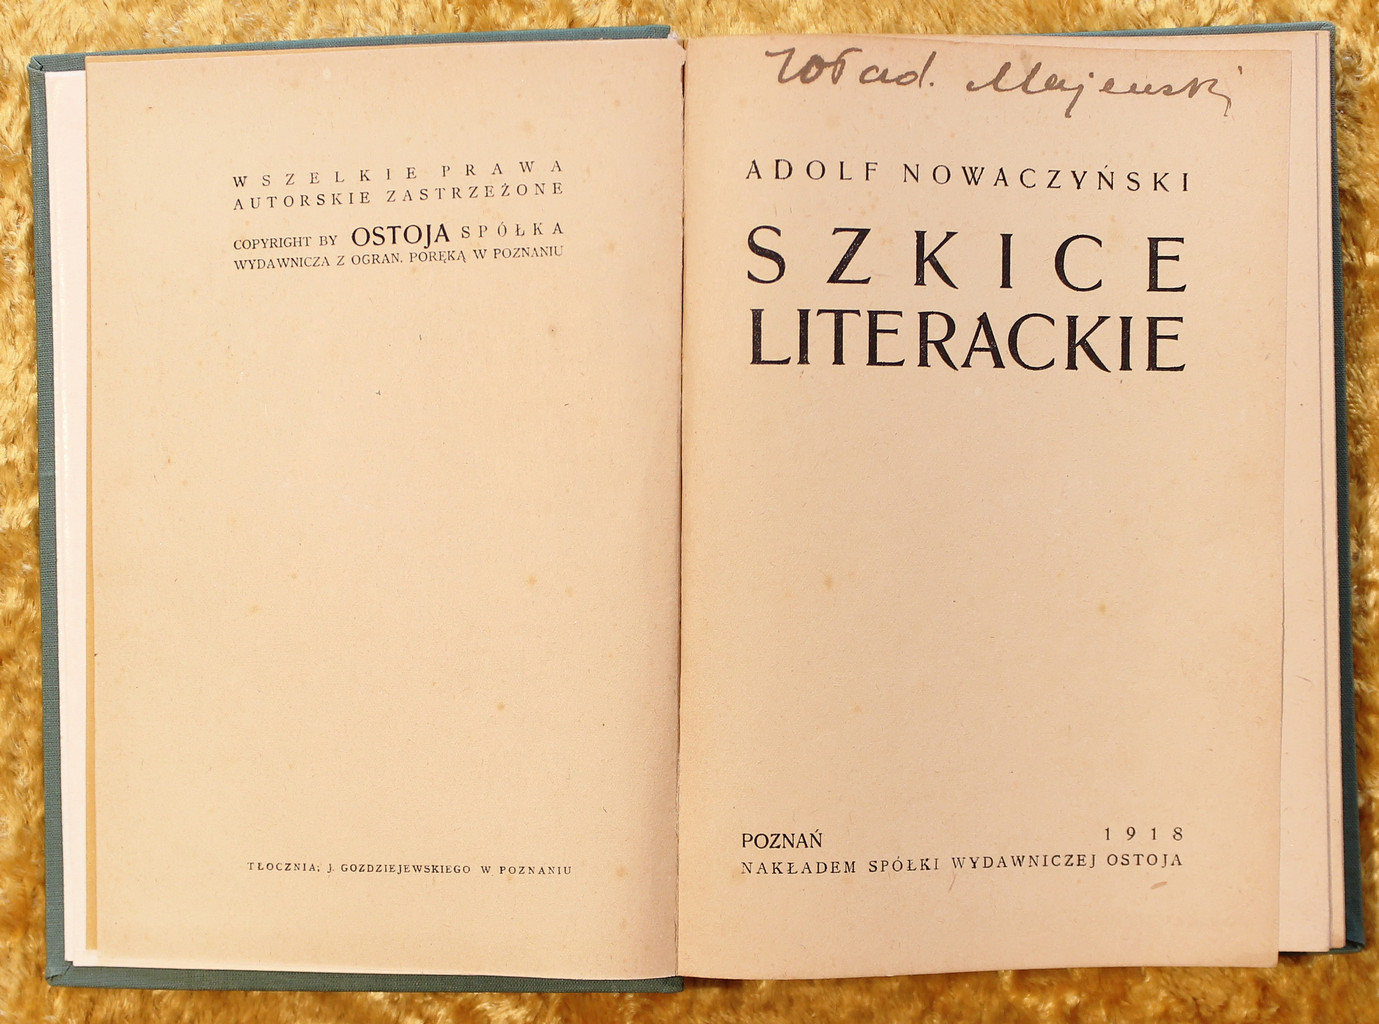 WSZELKIE PRAWA
AUTORSKIE ZASTRZEŻONE
COPYRIGHT BY OSTOJA SPÓŁKA
WYDAWNICZA Z OGRAN. PORĘKĄ W POZNANIU
TŁOCZNIA: J. GOZDZIEJEWSKIEGO W POZNANIU
Wład. Majewski
ADOLF NOWACZYŃSKI
SZKICE
LITERACKIE
POZNAŃ 1918
NAKŁADEM SPÓŁKI WYDAWNICZEJ OSTOJA